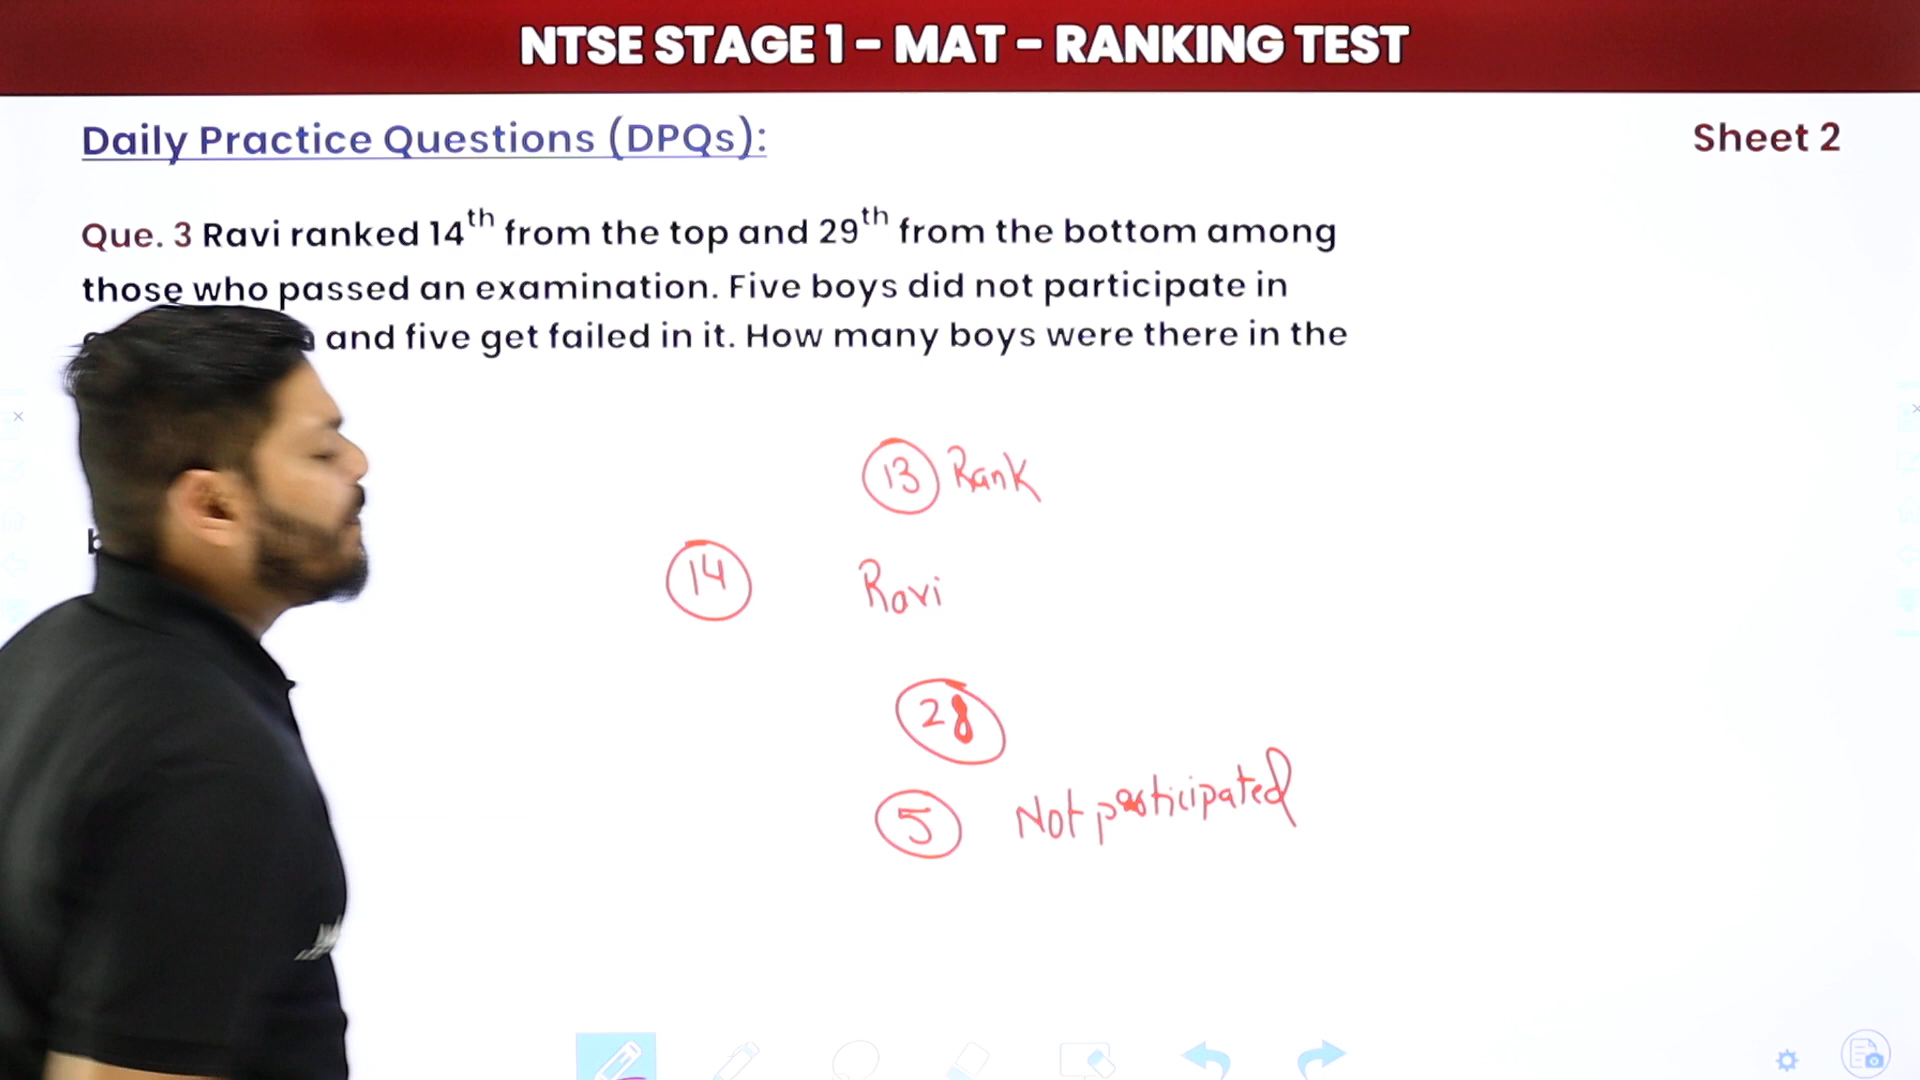 NTSE STAGE 1 - MAT - RANKING TEST
Daily Practice Questions (DPQs):
Sheet 2
Que. 3 Ravi ranked 14th from the top and 29th from the bottom among
those who passed an examination. Five boys did not participate in
and five get failed in it. How many boys were there in the
13 Rank
14 Ravi
28
5 Not participated